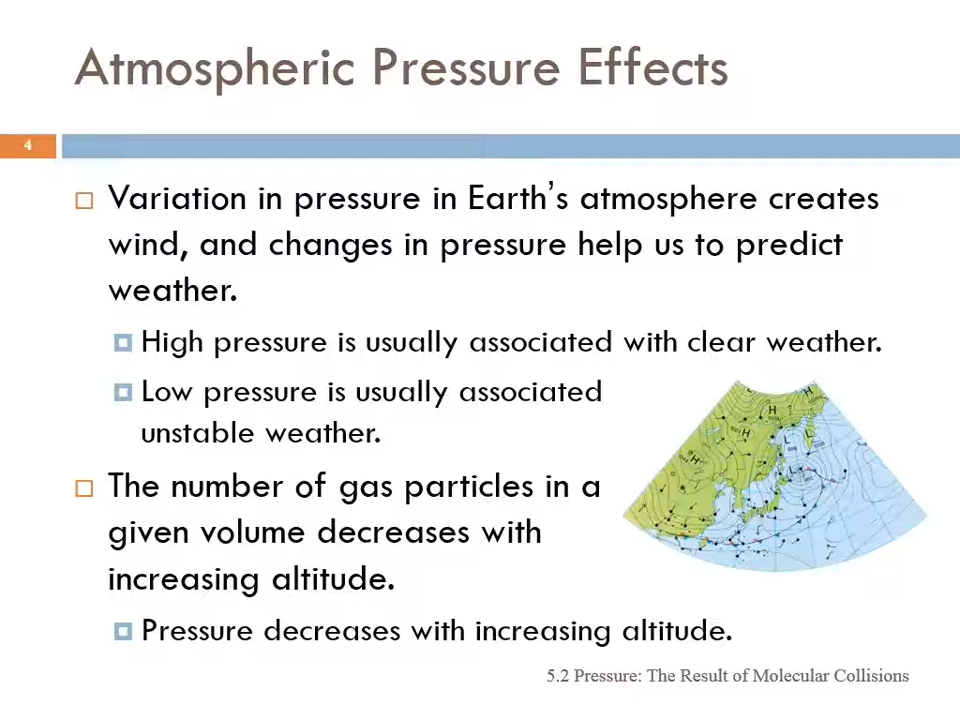 Atmospheric Pressure Effects
4
Variation in pressure in Earth’s atmosphere creates
wind, and changes in pressure help us to predict
weather.
High pressure is usually associated with clear weather.
Low pressure is usually associated
unstable weather.
H
H
H
H
L
L
L
The number of gas particles in a
given volume decreases with
increasing altitude.
Pressure decreases with increasing altitude.
5.2 Pressure: The Result of Molecular Collisions